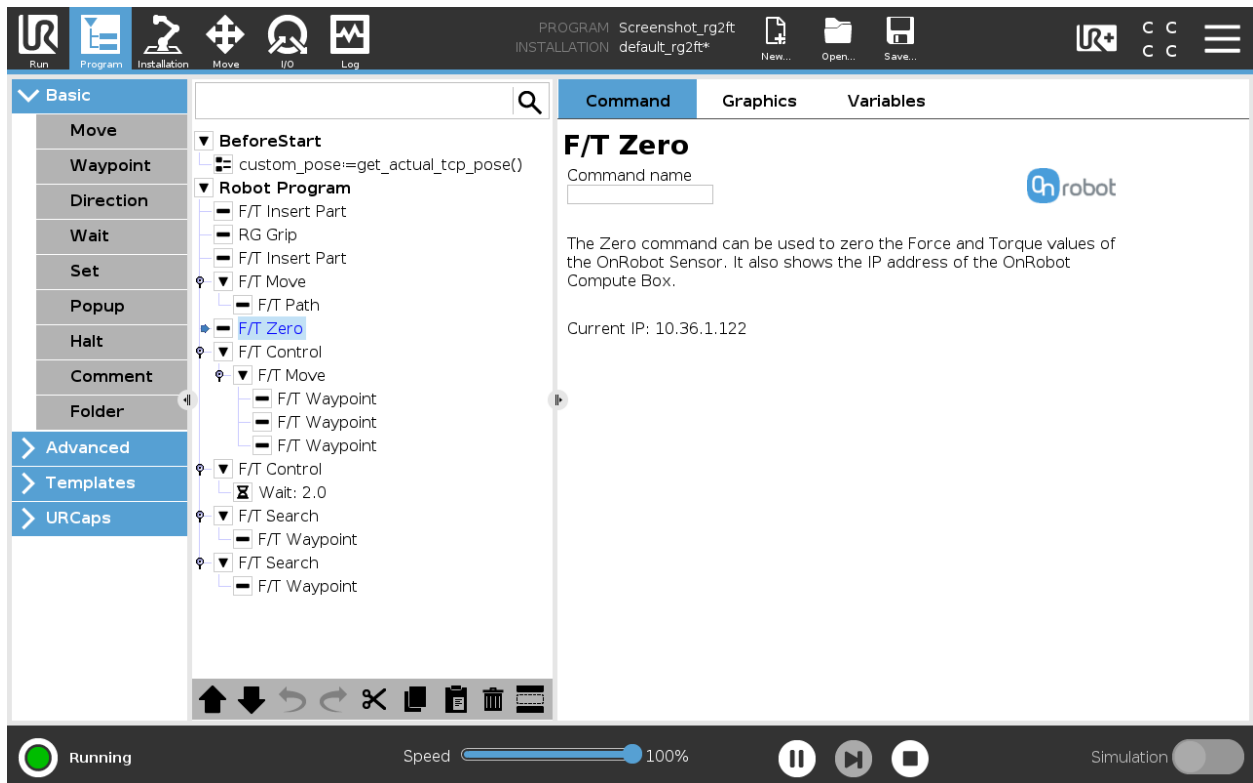 PROGRAM Screenshot_rg2ft
INSTALLATION default_rg2ft*
UR
Run
Program
Installation
Move
I/O
Log
New...
Open...
Save...
UR+
C C
C C
Basic
Move
Waypoint
Direction
Wait
Set
Popup
Halt
Comment
Folder
Advanced
Templates
URCaps
BeforeStart
custom_pose:=get_actual_tcp_pose()
Robot Program
F/T Insert Part
RG Grip
F/T Insert Part
F/T Move
F/T Path
F/T Zero
F/T Control
F/T Move
F/T Waypoint
F/T Waypoint
F/T Waypoint
F/T Control
Wait: 2.0
F/T Search
F/T Waypoint
F/T Search
F/T Waypoint
Command Graphics Variables
F/T Zero
Command name
On robot
The Zero command can be used to zero the Force and Torque values of
the OnRobot Sensor. It also shows the IP address of the OnRobot
Compute Box.
Current IP: 10.36.1.122
Running
Speed 100%
Simulation